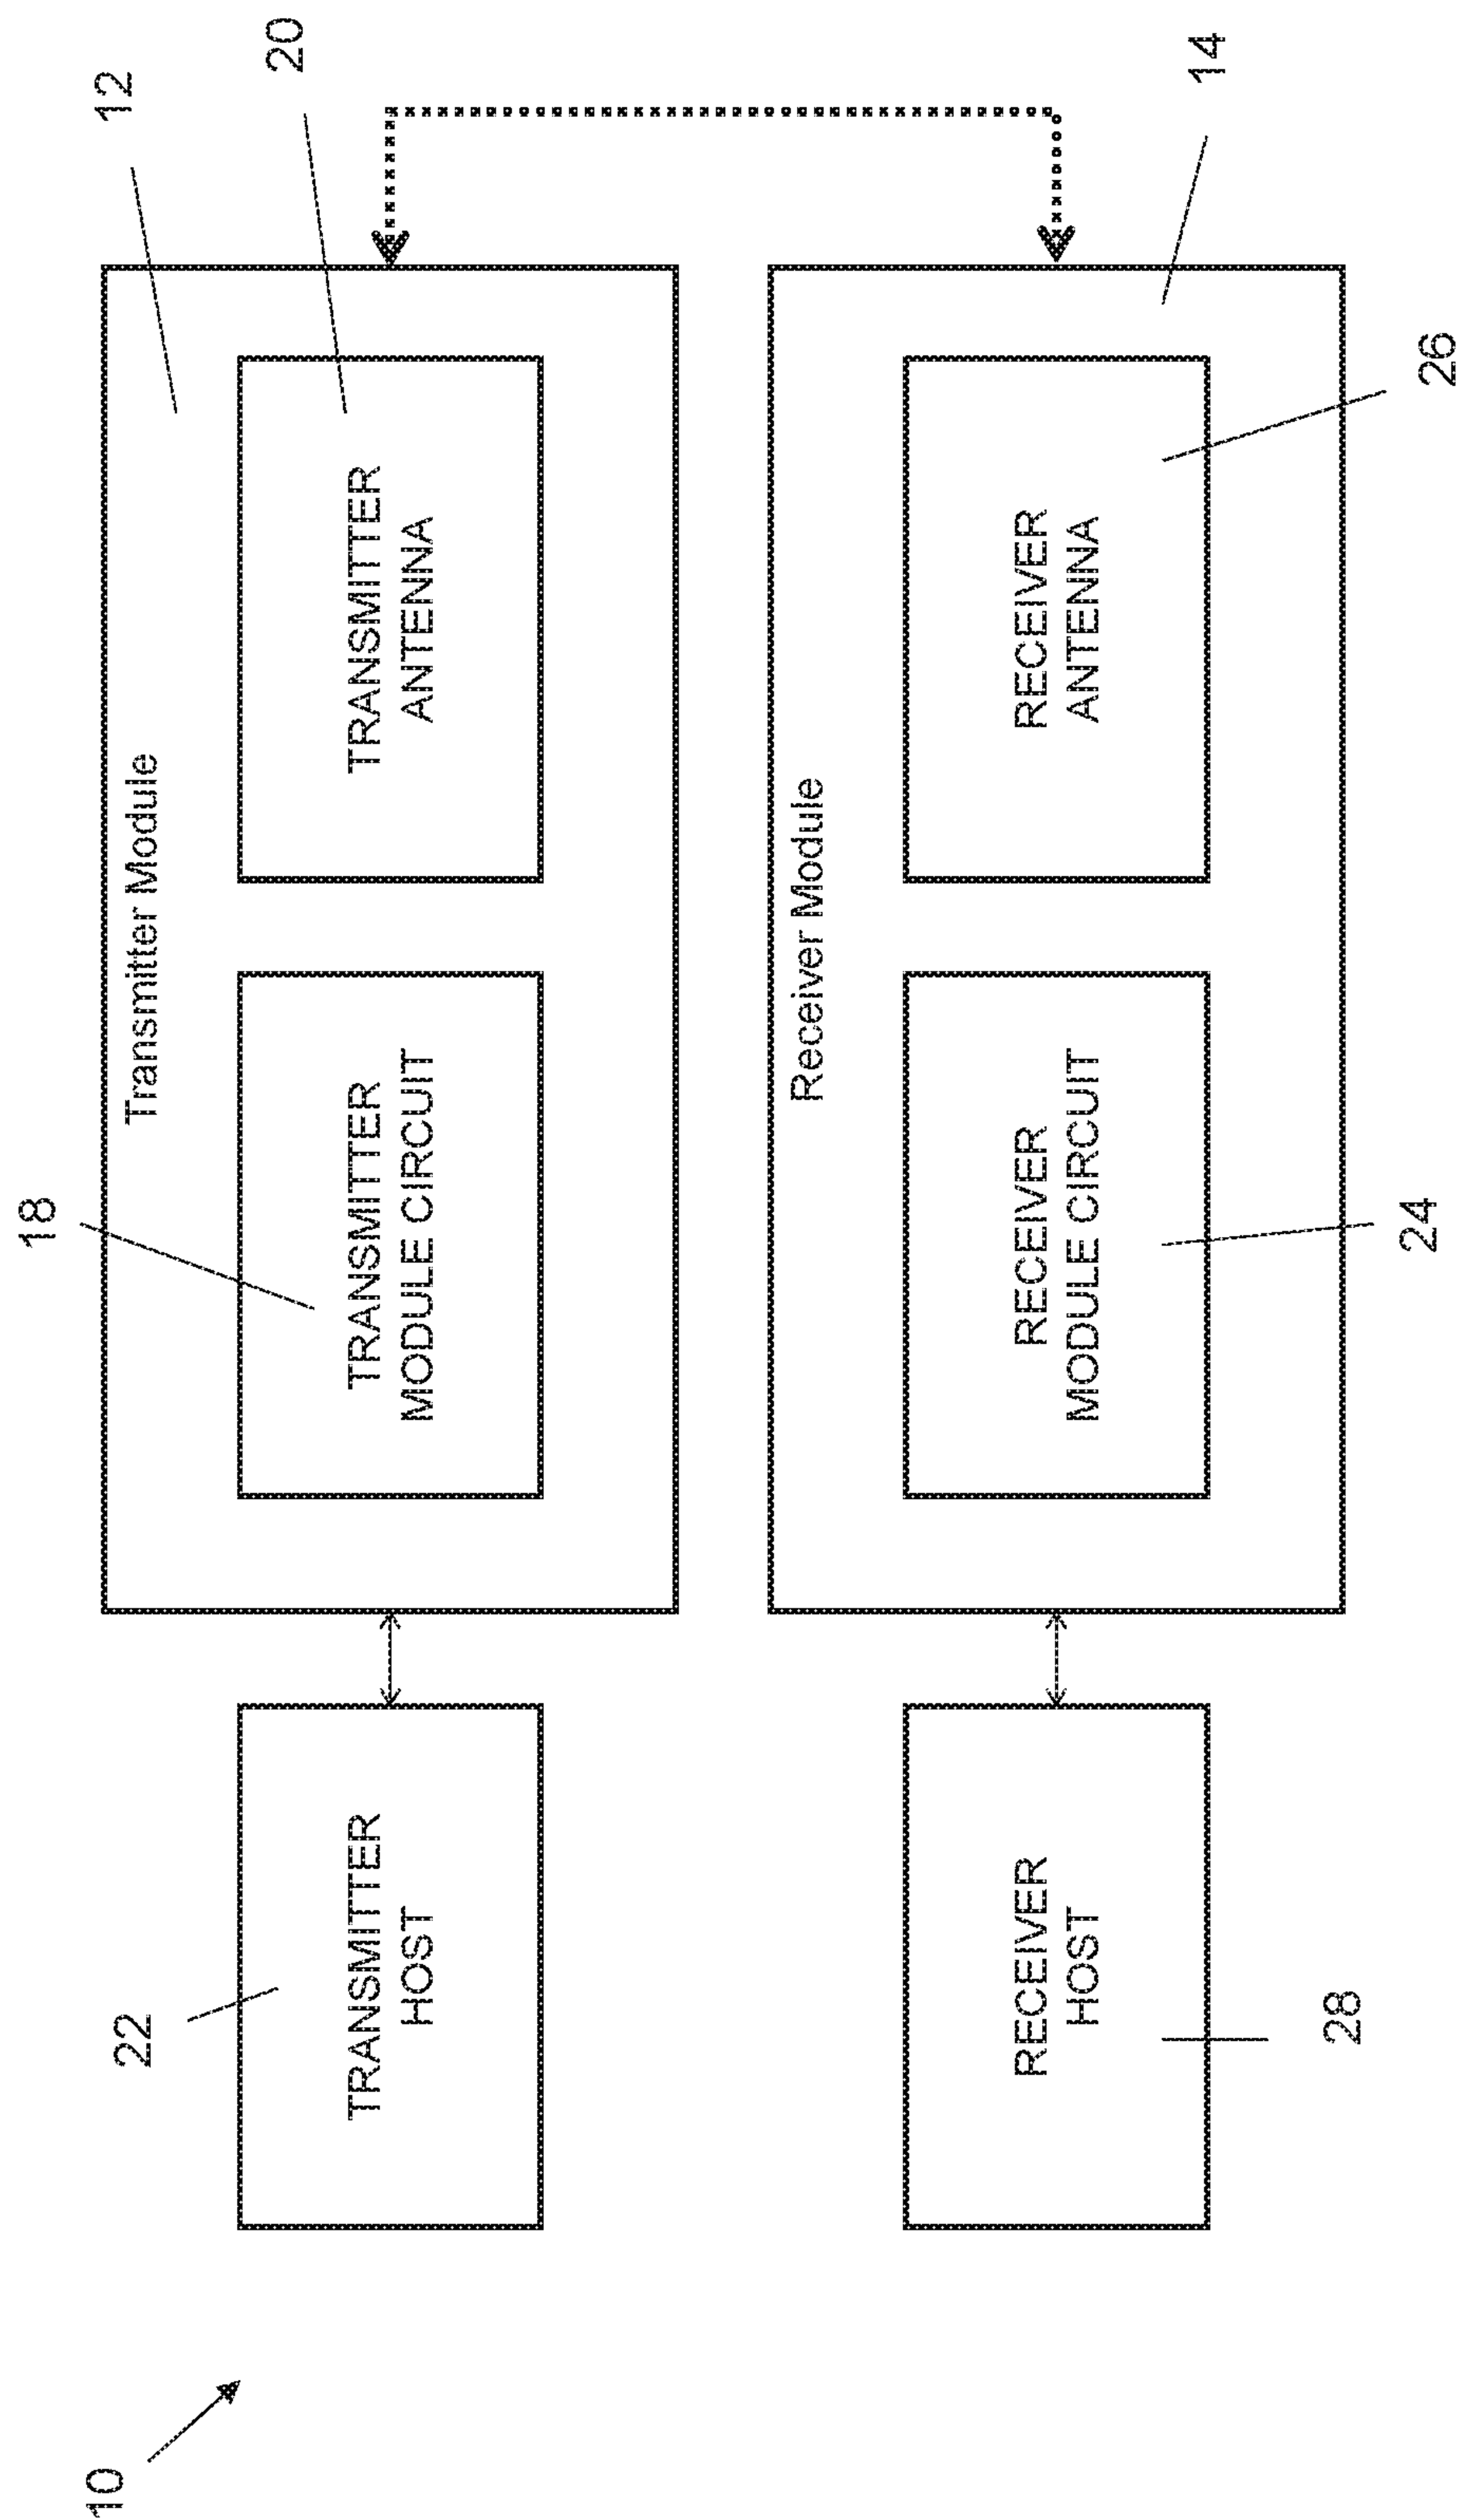 10
12
20
18
22
Transmitter Module
TRANSMITTER
HOST
TRANSMITTER
MODULE CIRCUIT
TRANSMITTER
ANTENNA
Receiver Module
RECEIVER
HOST
RECEIVER
MODULE CIRCUIT
RECEIVER
ANTENNA
14
28
24
26